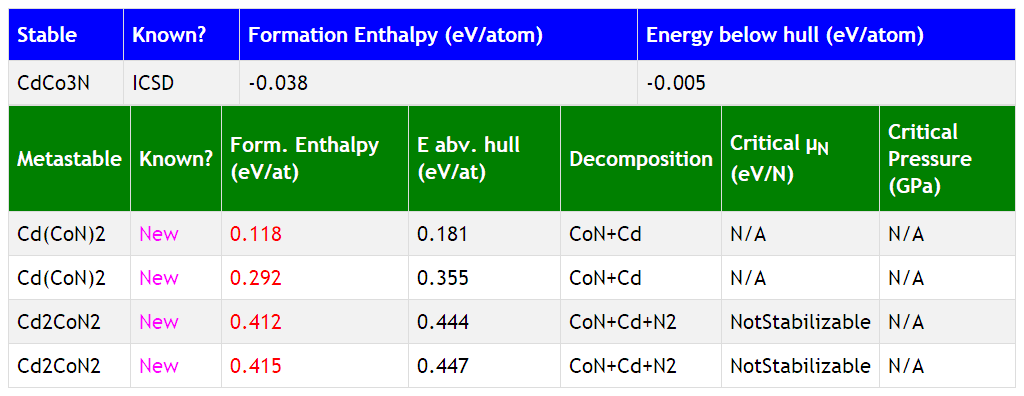 Stable Known? Formation Enthalpy (eV/atom) Energy below hull (eV/atom)
CdCo3N ICSD -0.038 -0.005
Metastable Known? Form. Enthalpy (eV/at) E abv. hull (eV/at) Decomposition Critical μN (eV/N) Critical Pressure (GPa)
Cd(CoN)2 New 0.118 0.181 CoN+Cd N/A N/A
Cd(CoN)2 New 0.292 0.355 CoN+Cd N/A N/A
Cd2CoN2 New 0.412 0.444 CoN+Cd+N2 NotStabilizable N/A
Cd2CoN2 New 0.415 0.447 CoN+Cd+N2 NotStabilizable N/A